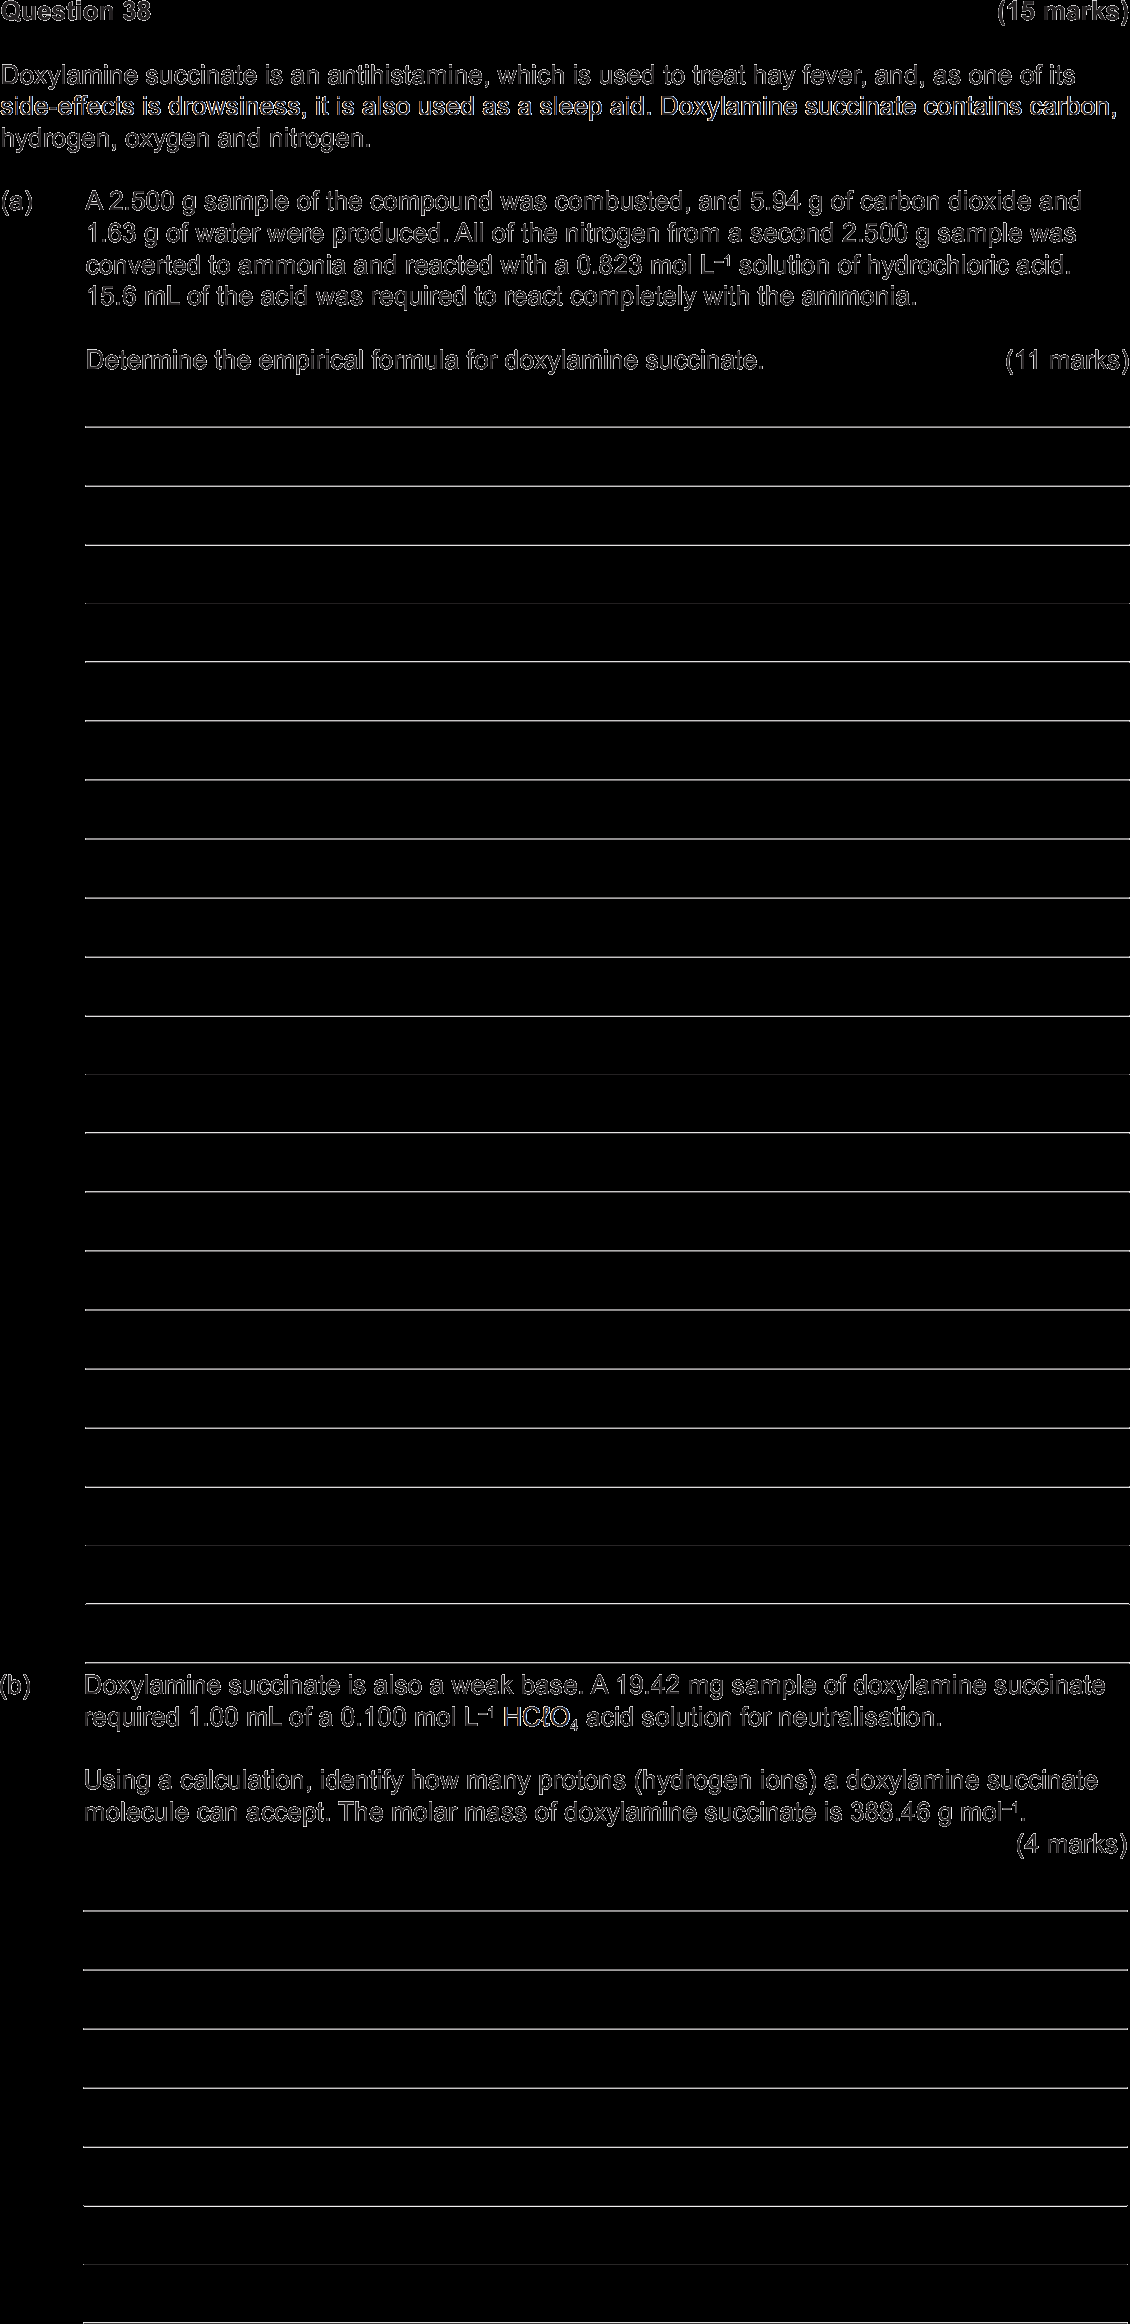 Question 38 (15 marks)
Doxylamine succinate is an antihistamine, which is used to treat hay fever, and, as one of its
side-effects is drowsiness, it is also used as a sleep aid. Doxylamine succinate contains carbon,
hydrogen, oxygen and nitrogen.
(a) A 2.500 g sample of the compound was combusted, and 5.94 g of carbon dioxide and
1.63 g of water were produced. All of the nitrogen from a second 2.500 g sample was
converted to ammonia and reacted with a 0.823 mol L⁻¹ solution of hydrochloric acid.
15.6 mL of the acid was required to react completely with the ammonia.
Determine the empirical formula for doxylamine succinate. (11 marks)
(b) Doxylamine succinate is also a weak base. A 19.42 mg sample of doxylamine succinate
required 1.00 mL of a 0.100 mol L⁻¹ HCℓO₄ acid solution for neutralisation.
Using a calculation, identify how many protons (hydrogen ions) a doxylamine succinate
molecule can accept. The molar mass of doxylamine succinate is 388.46 g mol⁻¹.
(4 marks)